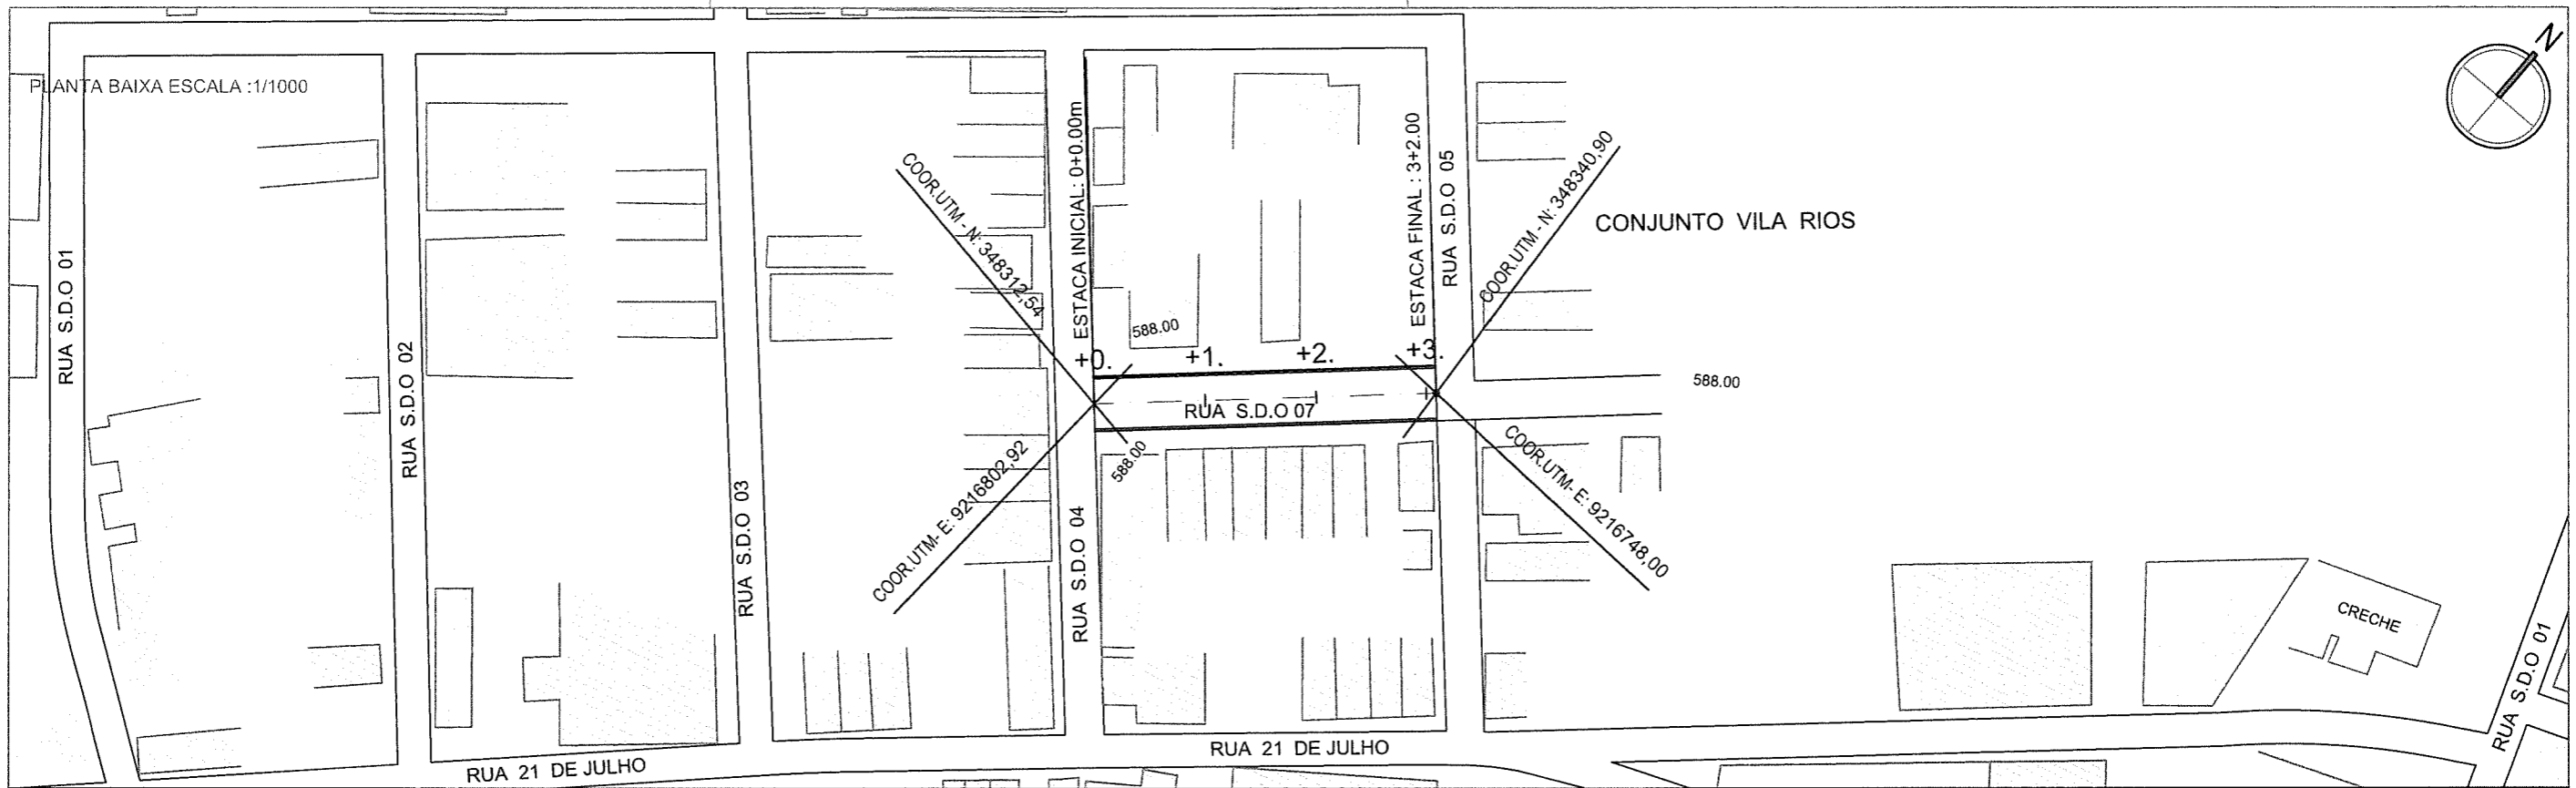 N
PLANTA BAIXA ESCALA :1/1000
RUA S.D.O 01
RUA S.D.O 02
RUA S.D.O 03
RUA S.D.O 04
COOR.UTM - N: 348312,54
ESTACA INICIAL: 0+0.00m
ESTACA FINAL : 3+2.00
RUA S.D.O 05
COOR.UTM - N: 348340,90
CONJUNTO VILA RIOS
588.00
+0.
+1.
+2.
+3.
588.00
RUA S.D.O 07
588.00
COOR.UTM- E: 9216802,92
COOR.UTM- E: 9216748,00
CRECHE
RUA S.D.O 01
RUA 21 DE JULHO
RUA 21 DE JULHO